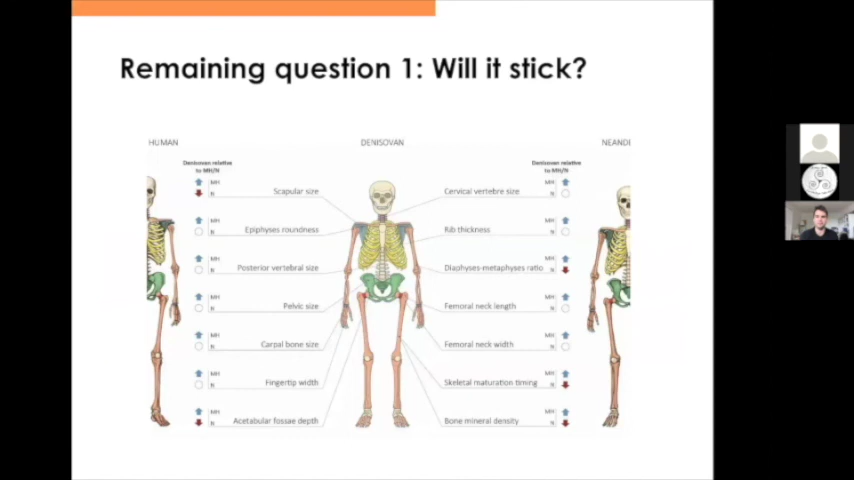 Remaining question 1: Will it stick?
HUMAN
DENISOVAN
NEANDE
Denisovan relative
to MH/N
Denisovan relative
to MH/N
MH
N
Scapular size
Cervical vertebre size
MH
N
MH
N
Epiphyses roundness
Rib thickness
MH
N
MH
N
Posterior vertebral size
Diaphyses-metaphyses ratio
MH
N
MH
N
Pelvic size
Femoral neck length
MH
N
MH
N
Carpal bone size
Femoral neck width
MH
N
MH
N
Fingertip width
Skeletal maturation timing
MH
N
MH
N
Acetabular fossae depth
Bone mineral density
MH
N